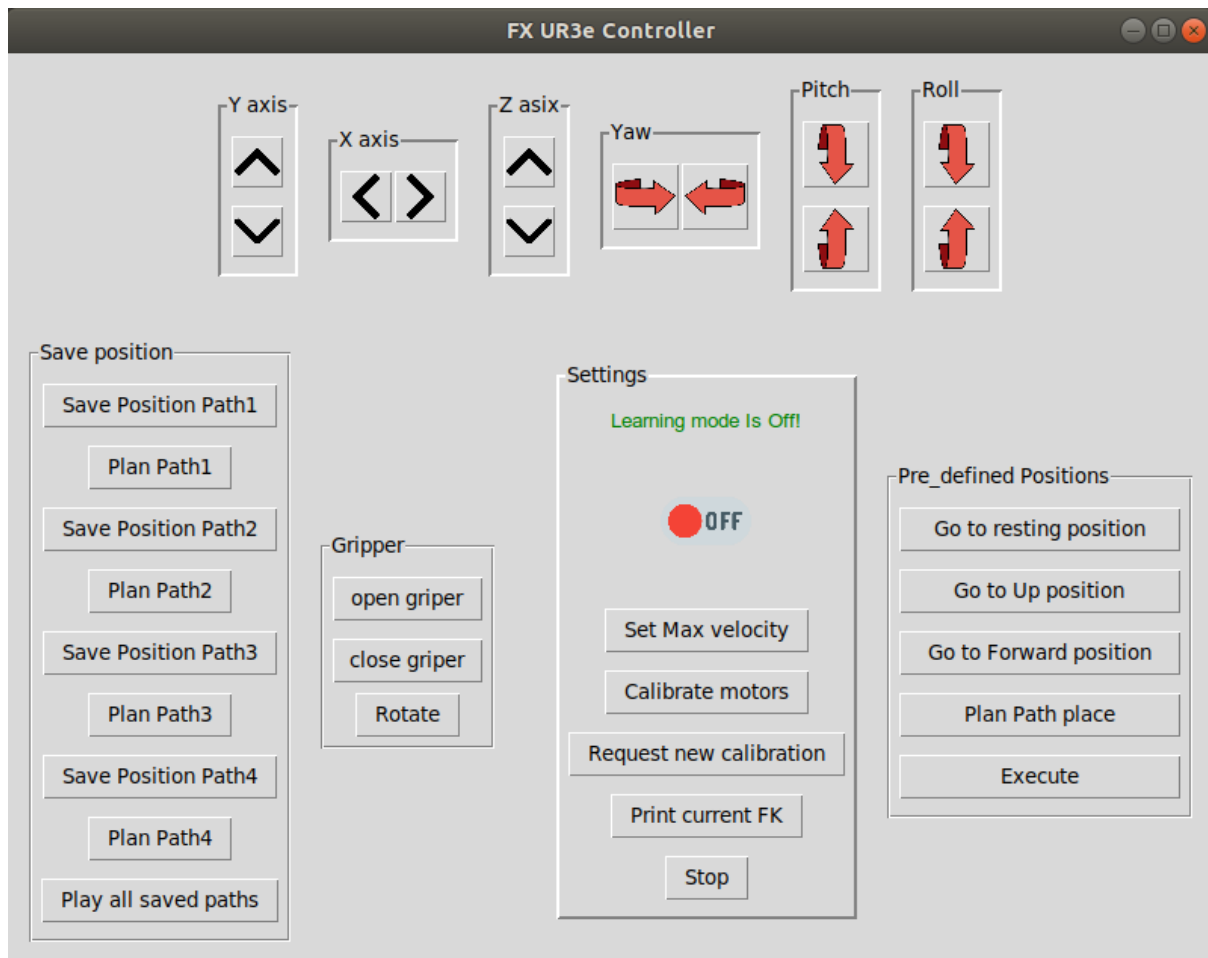 FX UR3e Controller
Y axis
X axis
Z asix
Yaw
Pitch
Roll
Save position
Save Position Path1
Plan Path1
Save Position Path2
Plan Path2
Save Position Path3
Plan Path3
Save Position Path4
Plan Path4
Play all saved paths
Gripper
open griper
close griper
Rotate
Settings
Learning mode Is Off!
OFF
Set Max velocity
Calibrate motors
Request new calibration
Print current FK
Stop
Pre_defined Positions
Go to resting position
Go to Up position
Go to Forward position
Plan Path place
Execute